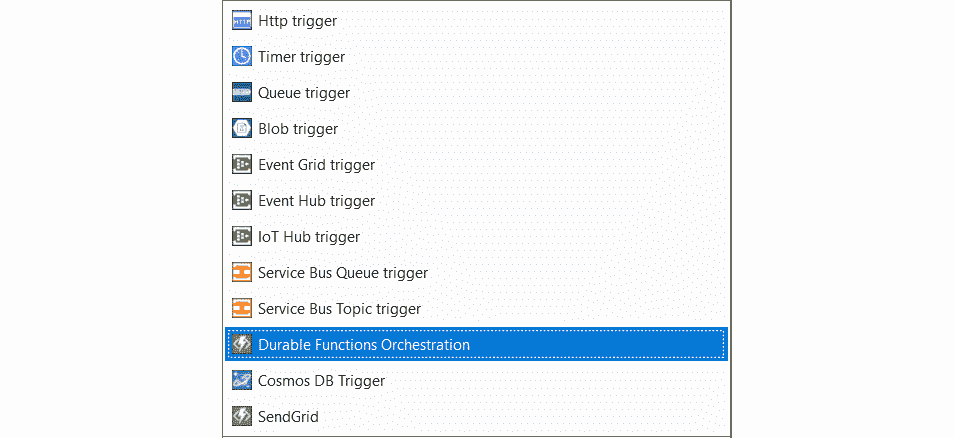 Http trigger
Timer trigger
Queue trigger
Blob trigger
Event Grid trigger
Event Hub trigger
IoT Hub trigger
Service Bus Queue trigger
Service Bus Topic trigger
Durable Functions Orchestration
Cosmos DB Trigger
SendGrid